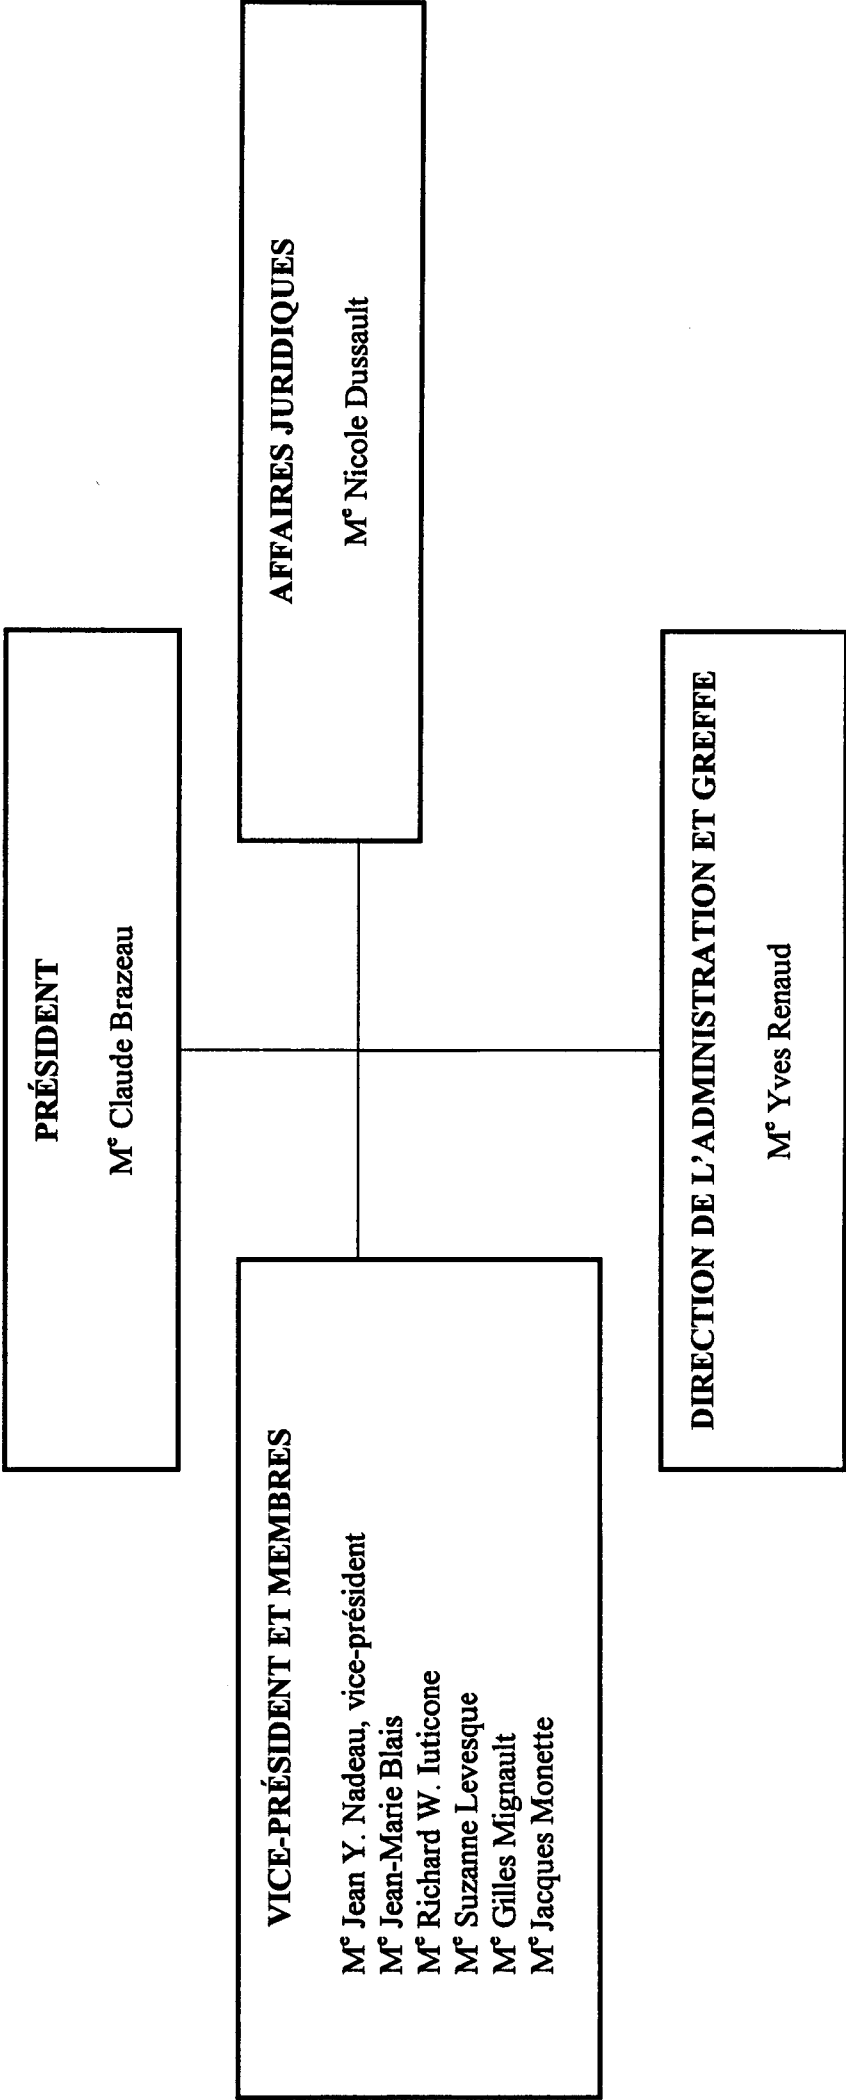 PRÉSIDENT
Mᵉ Claude Brazeau
VICE-PRÉSIDENT ET MEMBRES
Mᵉ Jean Y. Nadeau, vice-président
Mᵉ Jean-Marie Blais
Mᵉ Richard W. Iuticone
Mᵉ Suzanne Levesque
Mᵉ Gilles Mignault
Mᵉ Jacques Monette
AFFAIRES JURIDIQUES
Mᵉ Nicole Dussault
DIRECTION DE L'ADMINISTRATION ET GREFFE
Mᵉ Yves Renaud